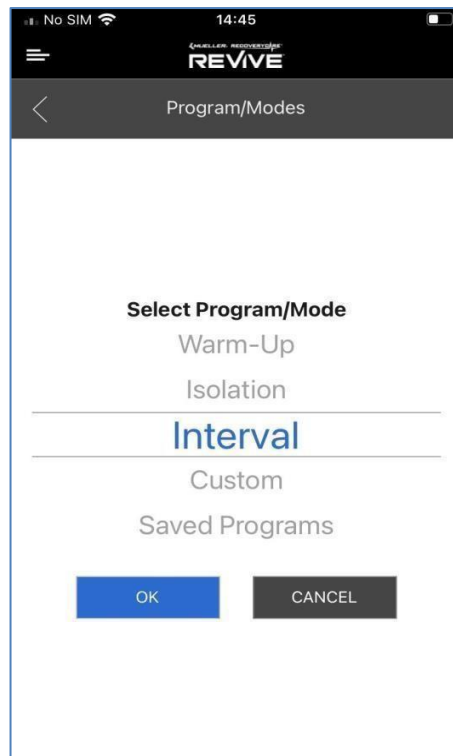 No SIM 14:45
MUELLER RECOVERYCARE
REVIVE
Program/Modes
Select Program/Mode
Warm-Up
Isolation
Interval
Custom
Saved Programs
OK CANCEL